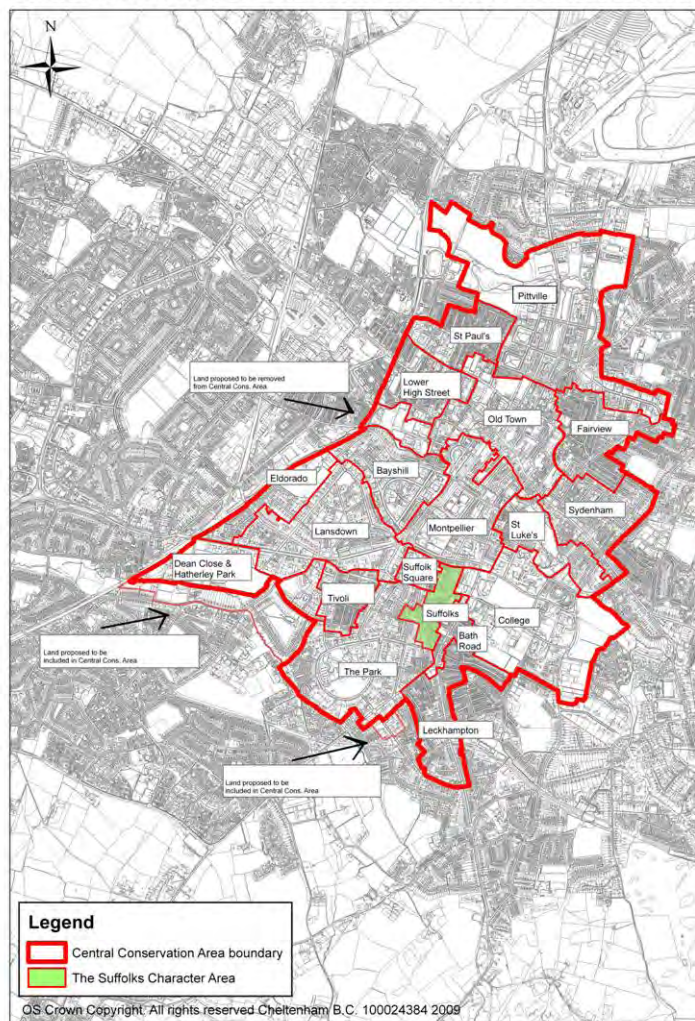 N
Pittville
St Paul's
Land proposed to be removed
from Central Cons. Area
Lower
High Street
Old Town
Fairview
Bayshill
Eldorado
Sydenham
Lansdown
Montpellier
St
Luke's
Dean Close &
Hatherley Park
Suffolk
Square
Tivoli
Suffolks
College
Bath
Road
Land proposed to be
included in Central Cons. Area
The Park
Leckhampton
Land proposed to be
included in Central Cons. Area
Legend
Central Conservation Area boundary
The Suffolks Character Area
OS Crown Copyright. All rights reserved Cheltenham B.C. 100024384 2009